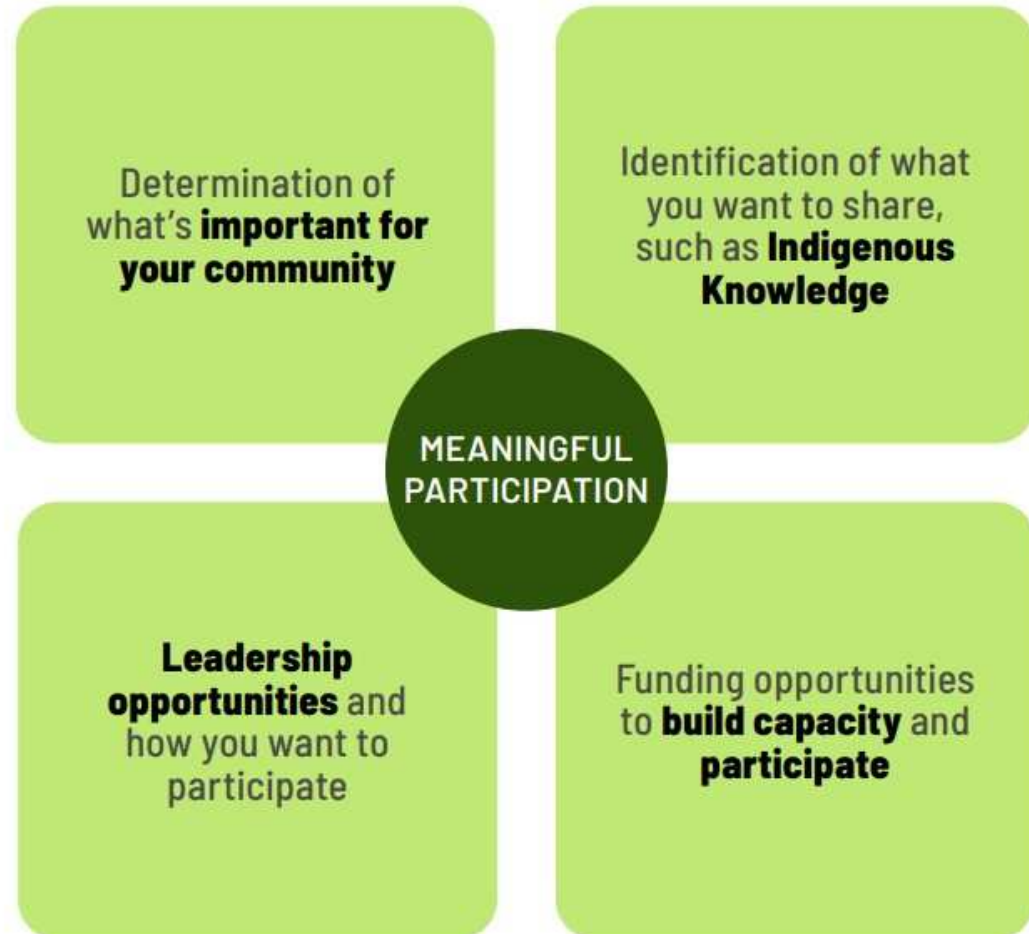 Determination of
what's important for
your community
Identification of what
you want to share,
such as Indigenous
Knowledge
MEANINGFUL
PARTICIPATION
Leadership
opportunities and
how you want to
participate
Funding opportunities
to build capacity and
participate